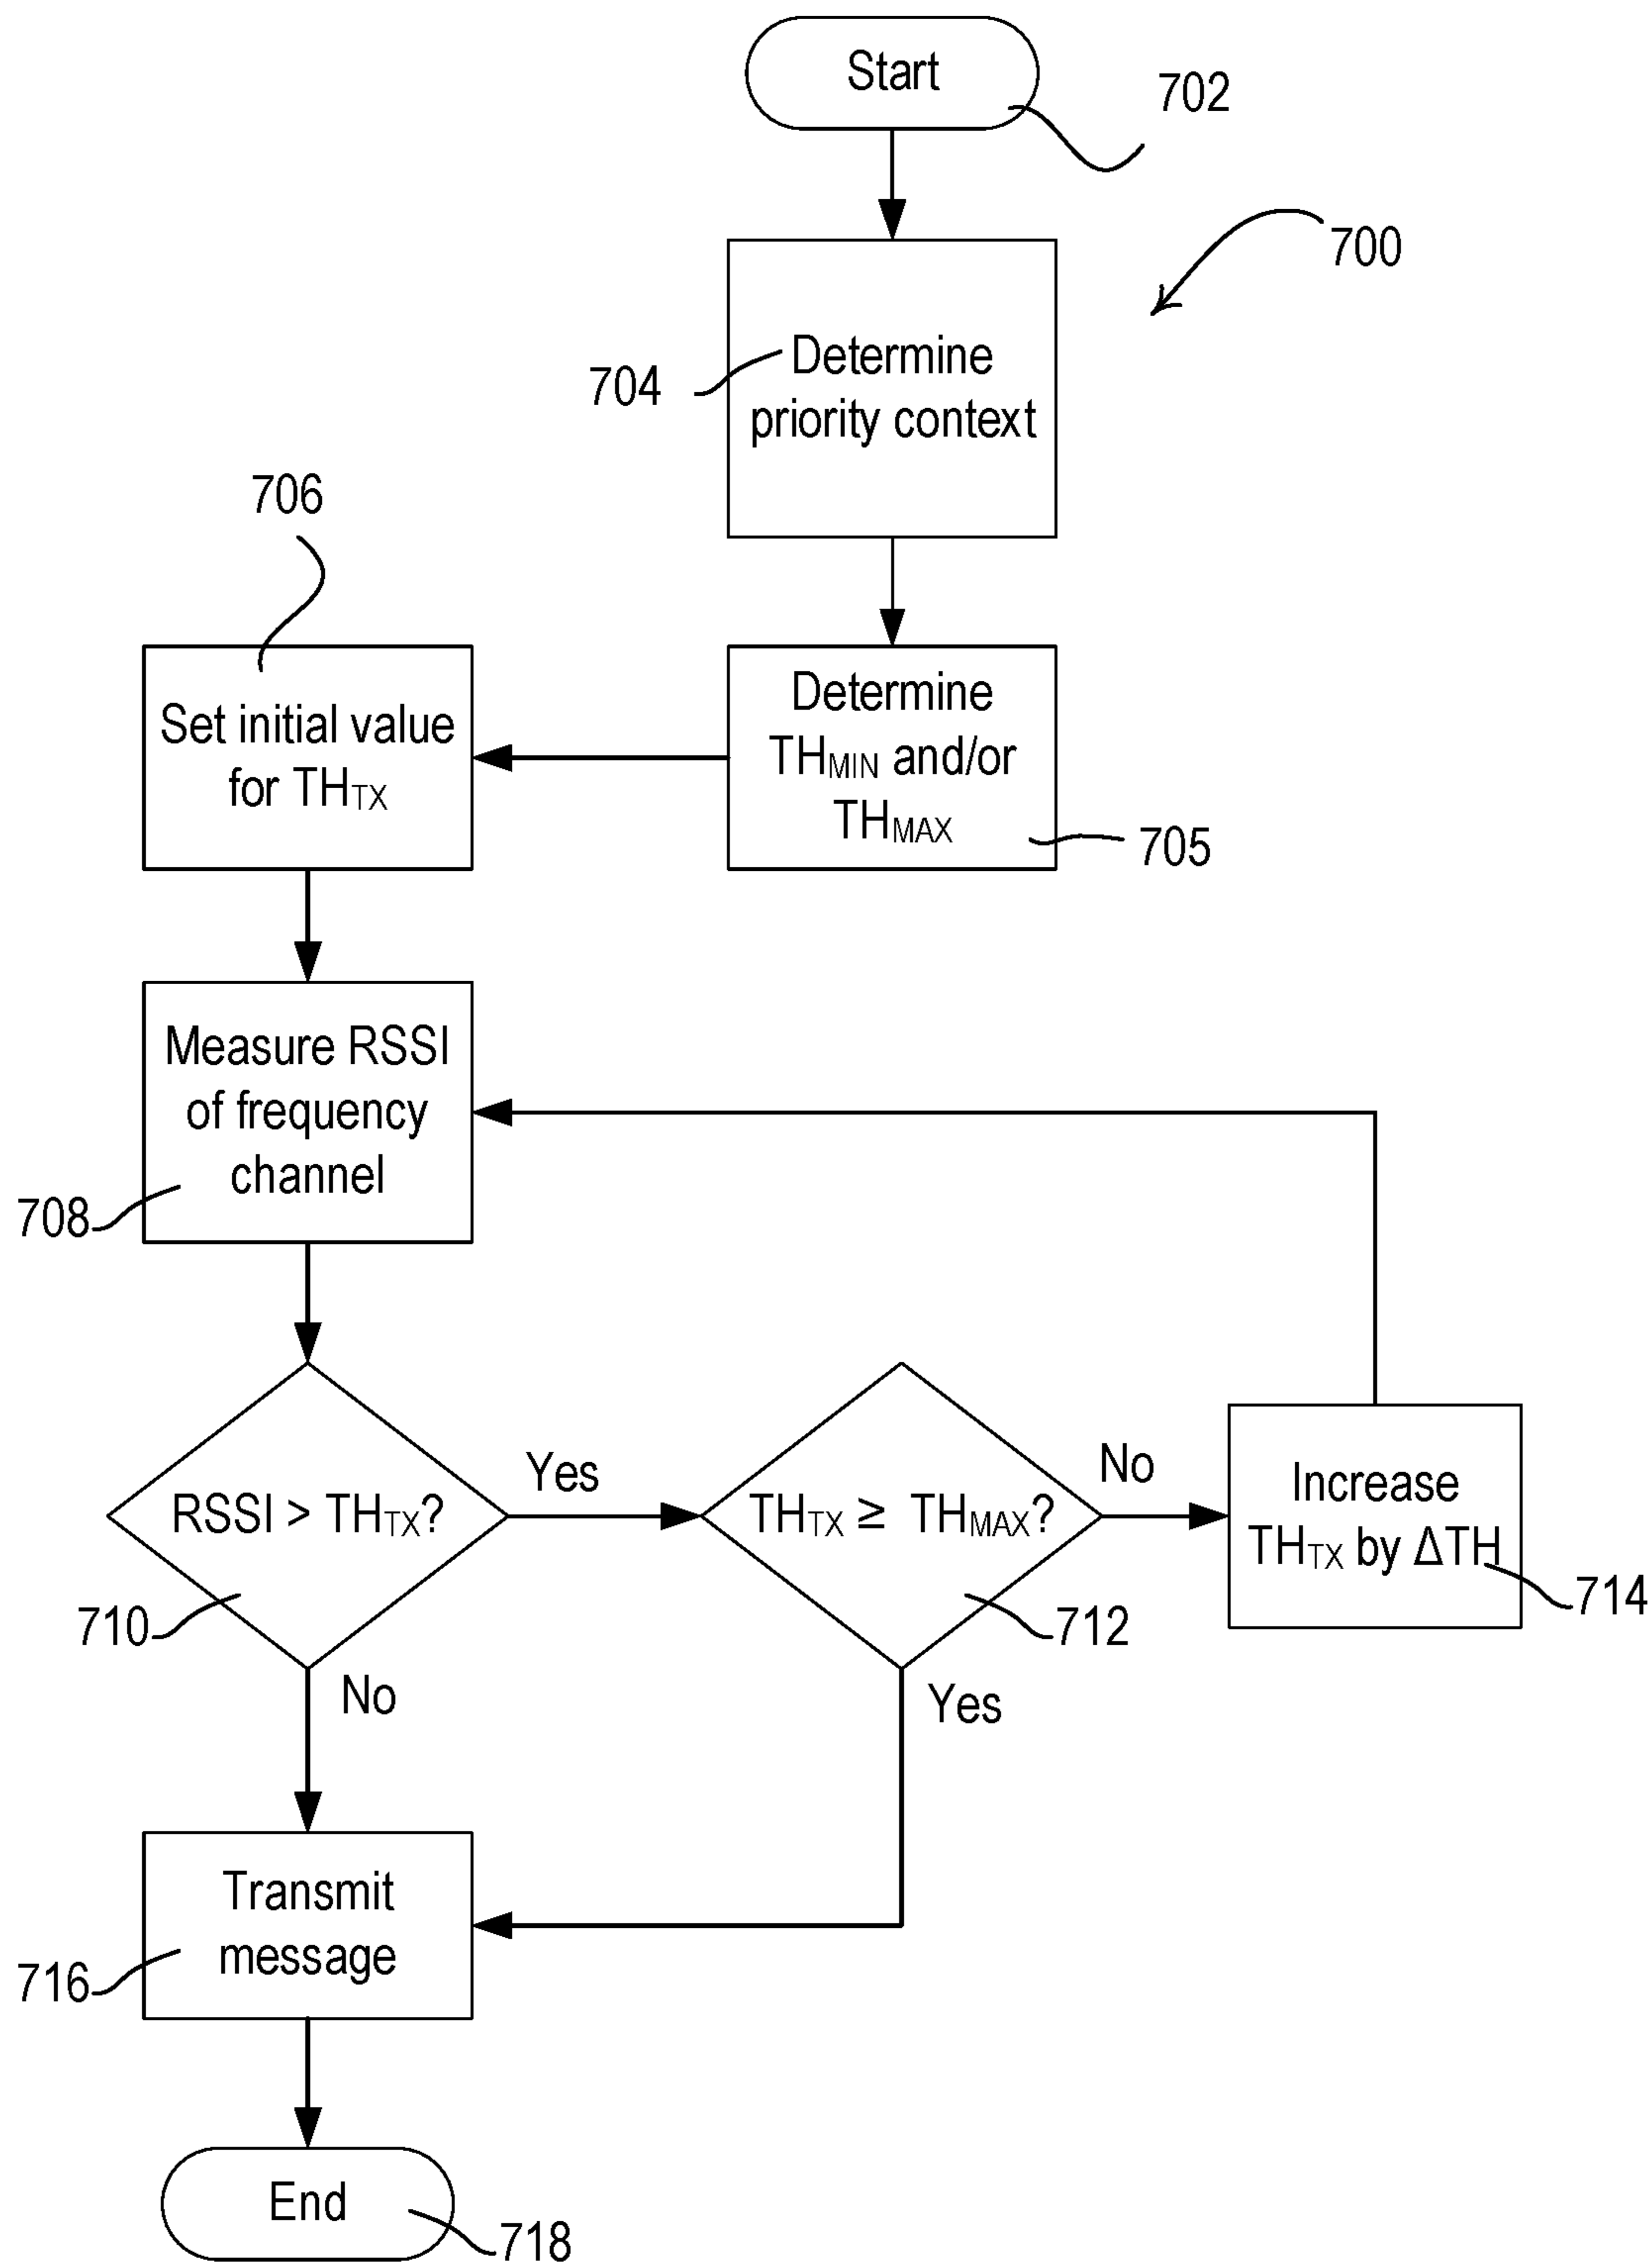 Start
702
700
Determine
priority context
704
706
Set initial value
for THTX
Determine
THMIN and/or
THMAX
705
Measure RSSI
of frequency
channel
708
RSSI > THTX?
710
Yes
No
THTX ≥ THMAX?
712
No
Yes
Increase
THTX by ΔTH
714
Transmit
message
716
End
718